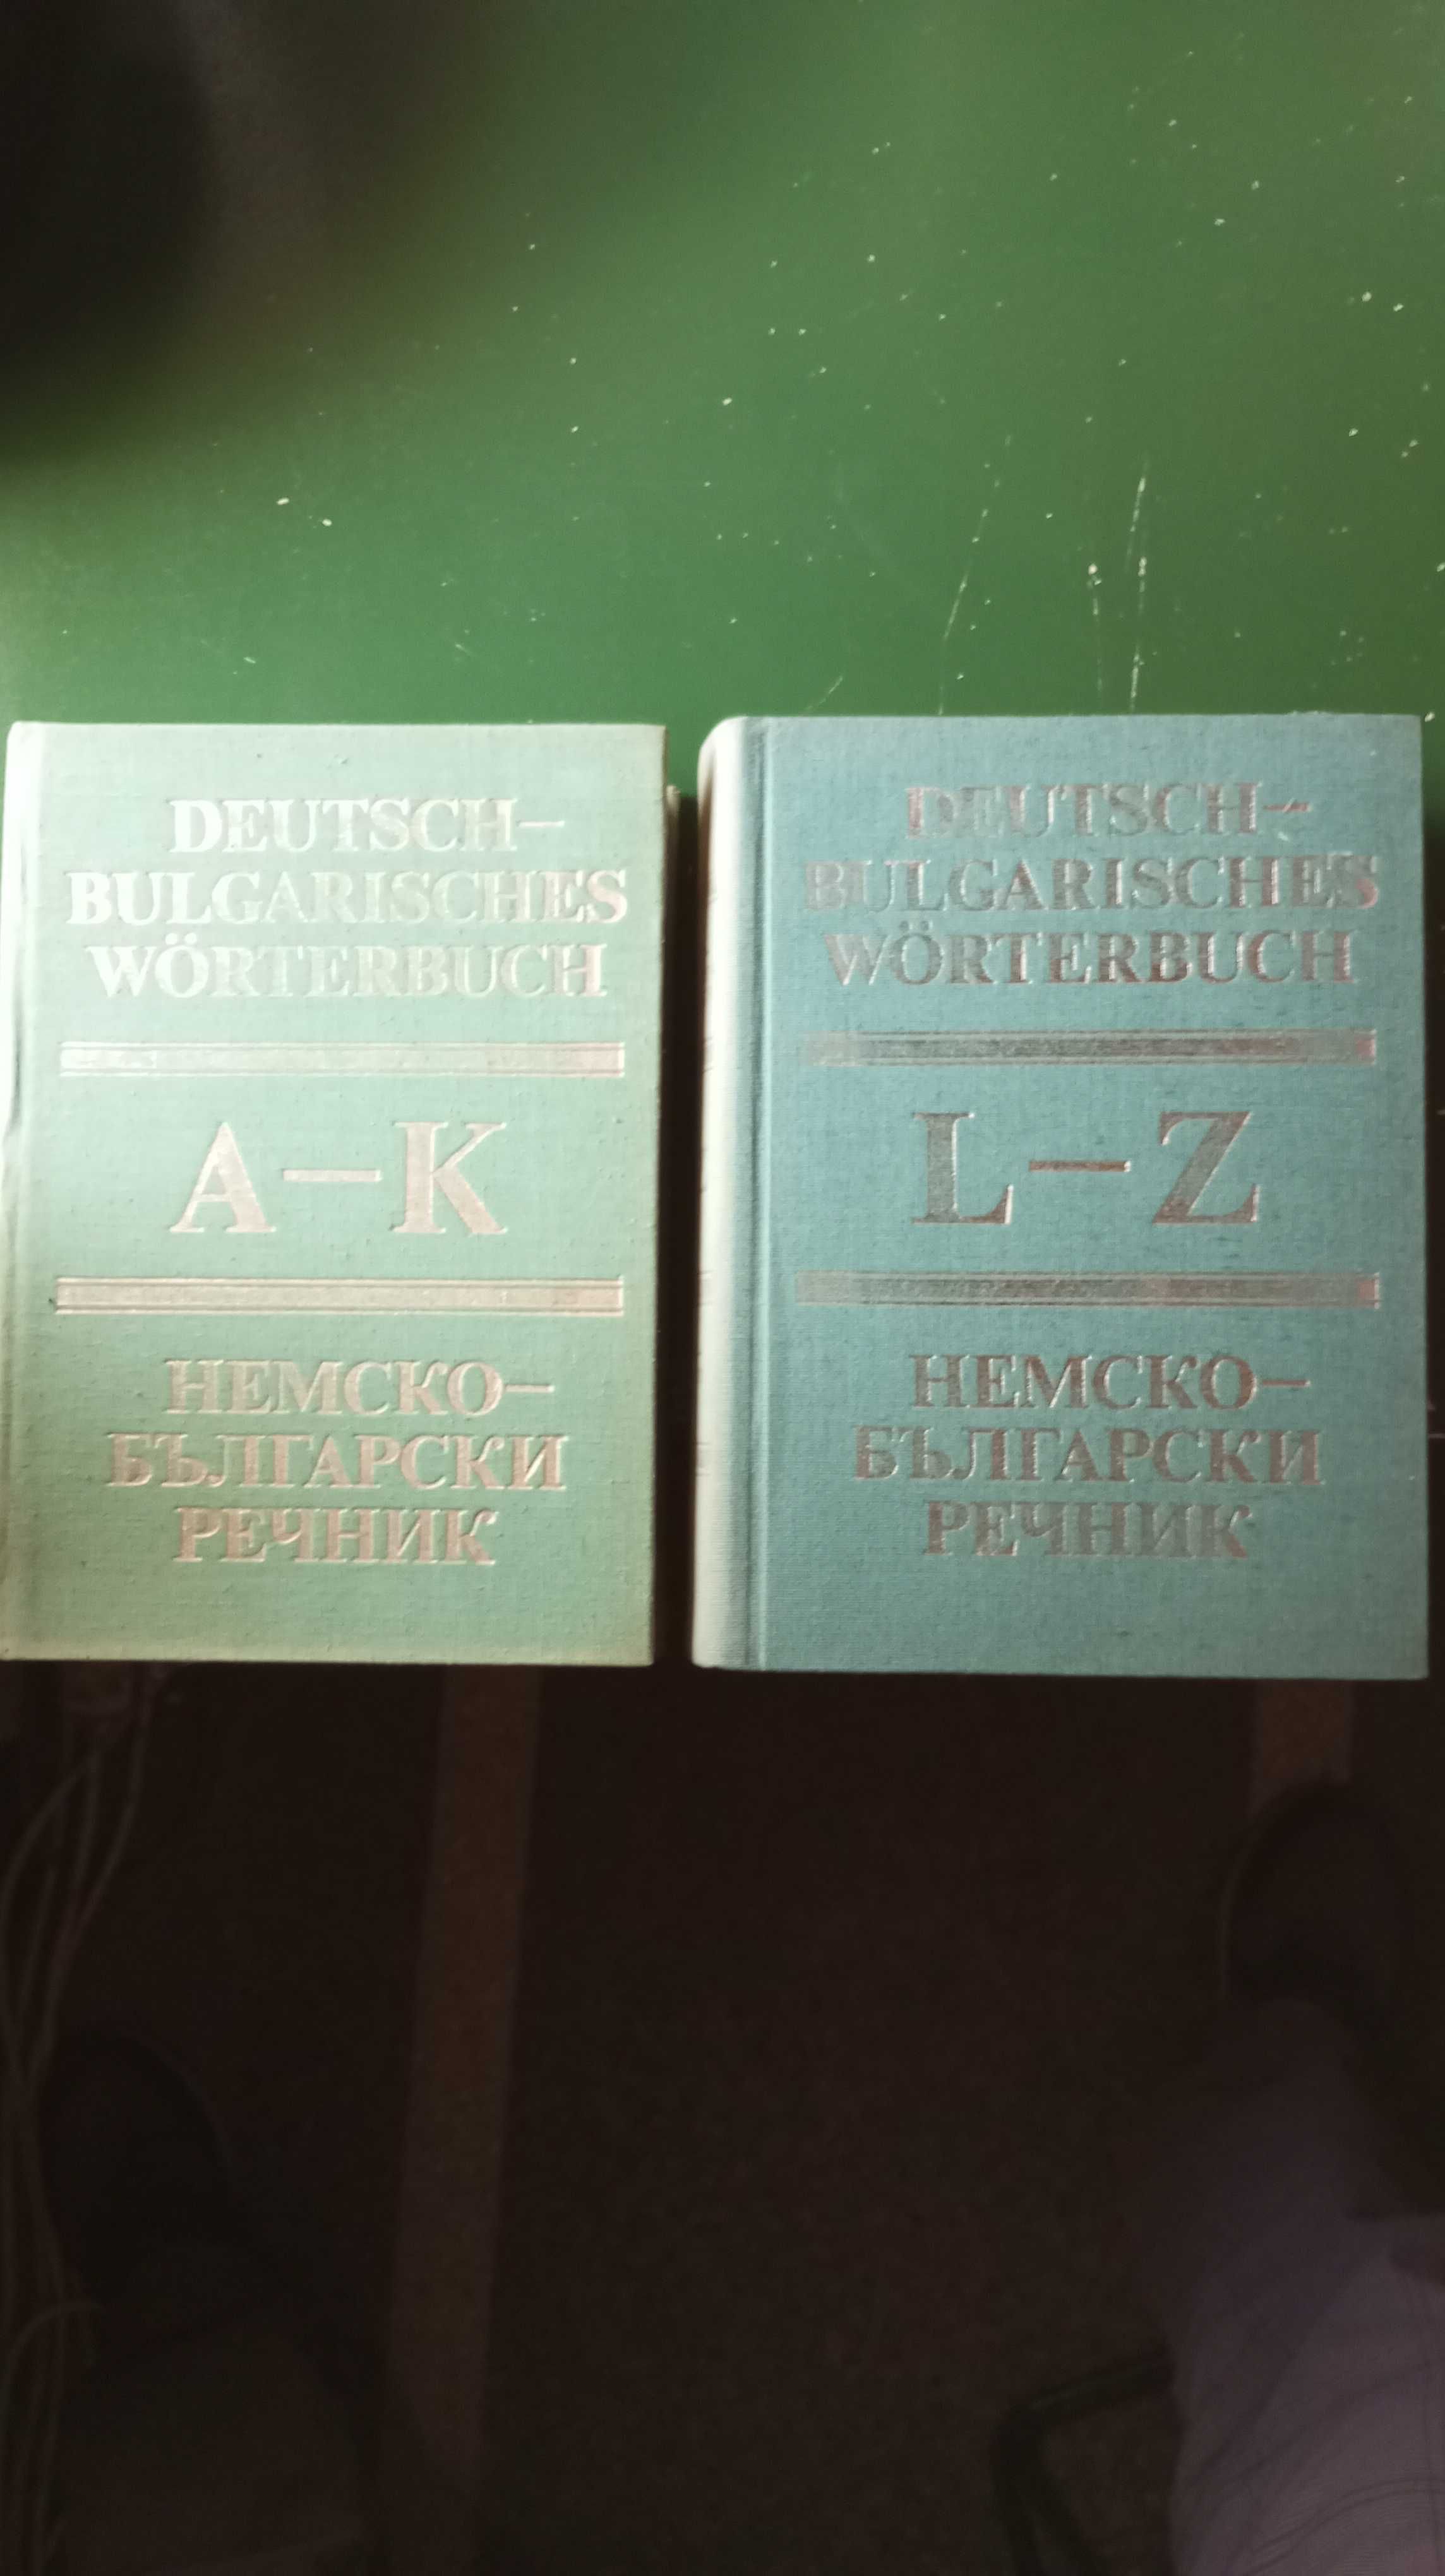 DEUTSCH—
BULGARISCHES
WÖRTERBUCH
A—K
НЕМСКО—
БЪЛГАРСКИ
РЕЧНИК
DEUTSCH—
BULGARISCHES
WÖRTERBUCH
L—Z
НЕМСКО—
БЪЛГАРСКИ
РЕЧНИК